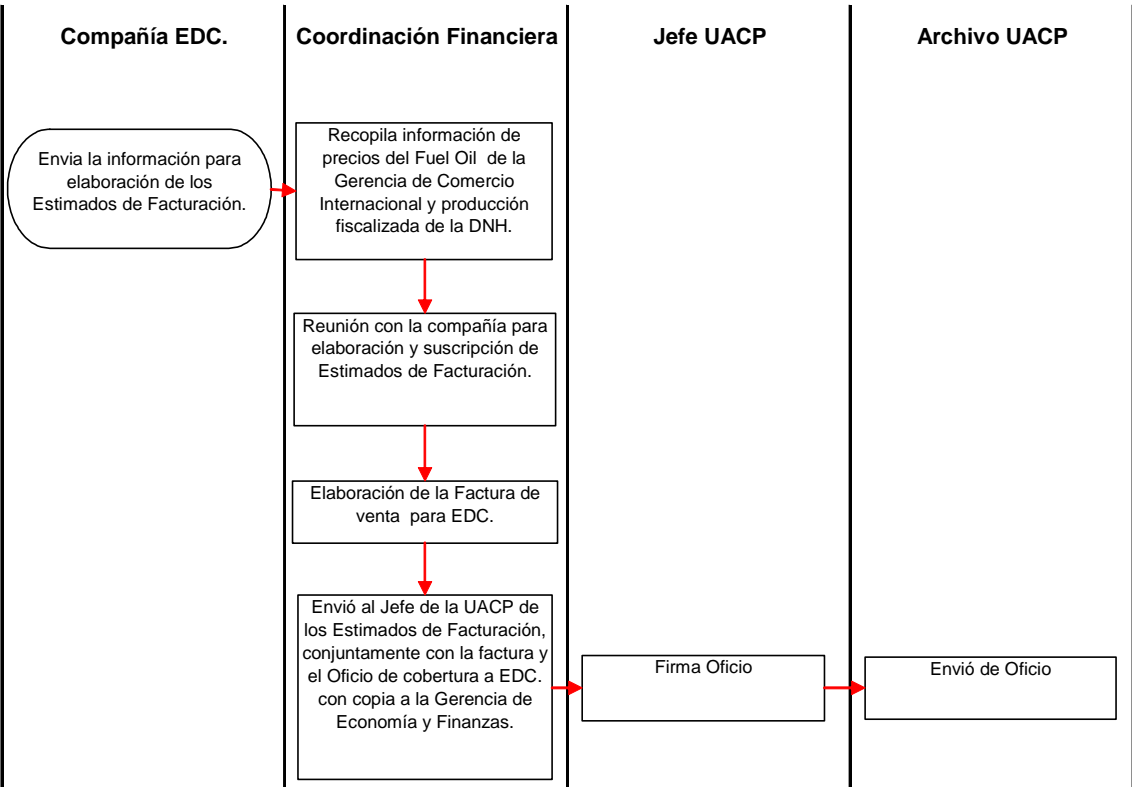 Compañía EDC.
Coordinación Financiera
Jefe UACP
Archivo UACP
Envia la información para
elaboración de los
Estimados de Facturación.
Recopila información de
precios del Fuel Oil de la
Gerencia de Comercio
Internacional y producción
fiscalizada de la DNH.
Reunión con la compañía para
elaboración y suscripción de
Estimados de Facturación.
Elaboración de la Factura de
venta para EDC.
Envió al Jefe de la UACP de
los Estimados de Facturación,
conjuntamente con la factura y
el Oficio de cobertura a EDC.
con copia a la Gerencia de
Economía y Finanzas.
Firma Oficio
Envió de Oficio